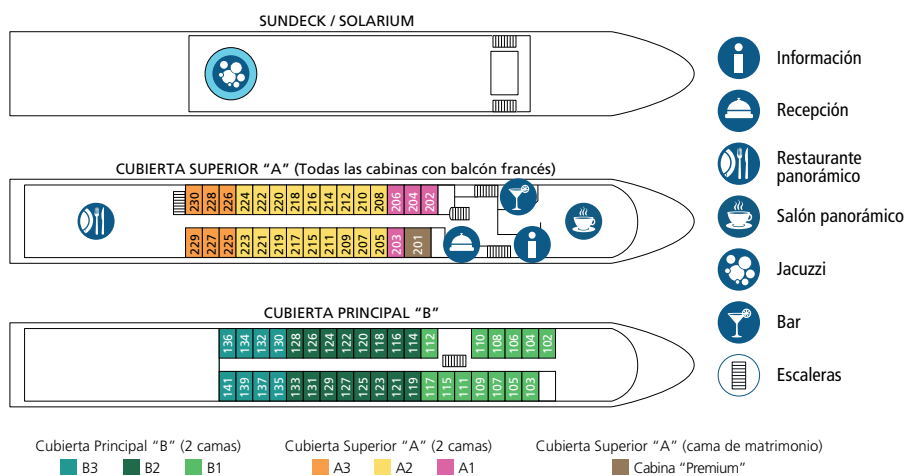 SUNDECK / SOLARIUM
CUBIERTA SUPERIOR "A" (Todas las cabinas con balcón francés)
230 228 226 224 222 220 218 216 214 212 210 208 206 204 202
229 227 225 223 221 219 217 215 211 209 207 205 203 201
CUBIERTA PRINCIPAL "B"
136 134 132 130 128 126 124 122 120 118 116 114 112 110 108 106 104 102
141 139 137 135 133 131 129 127 125 123 121 119 117 115 111 109 107 105 103
Información
Recepción
Restaurante
panorámico
Salón panorámico
Jacuzzi
Bar
Escaleras
Cubierta Principal "B" (2 camas)
B3 B2 B1
Cubierta Superior "A" (2 camas)
A3 A2 A1
Cubierta Superior "A" (cama de matrimonio)
Cabina "Premium"